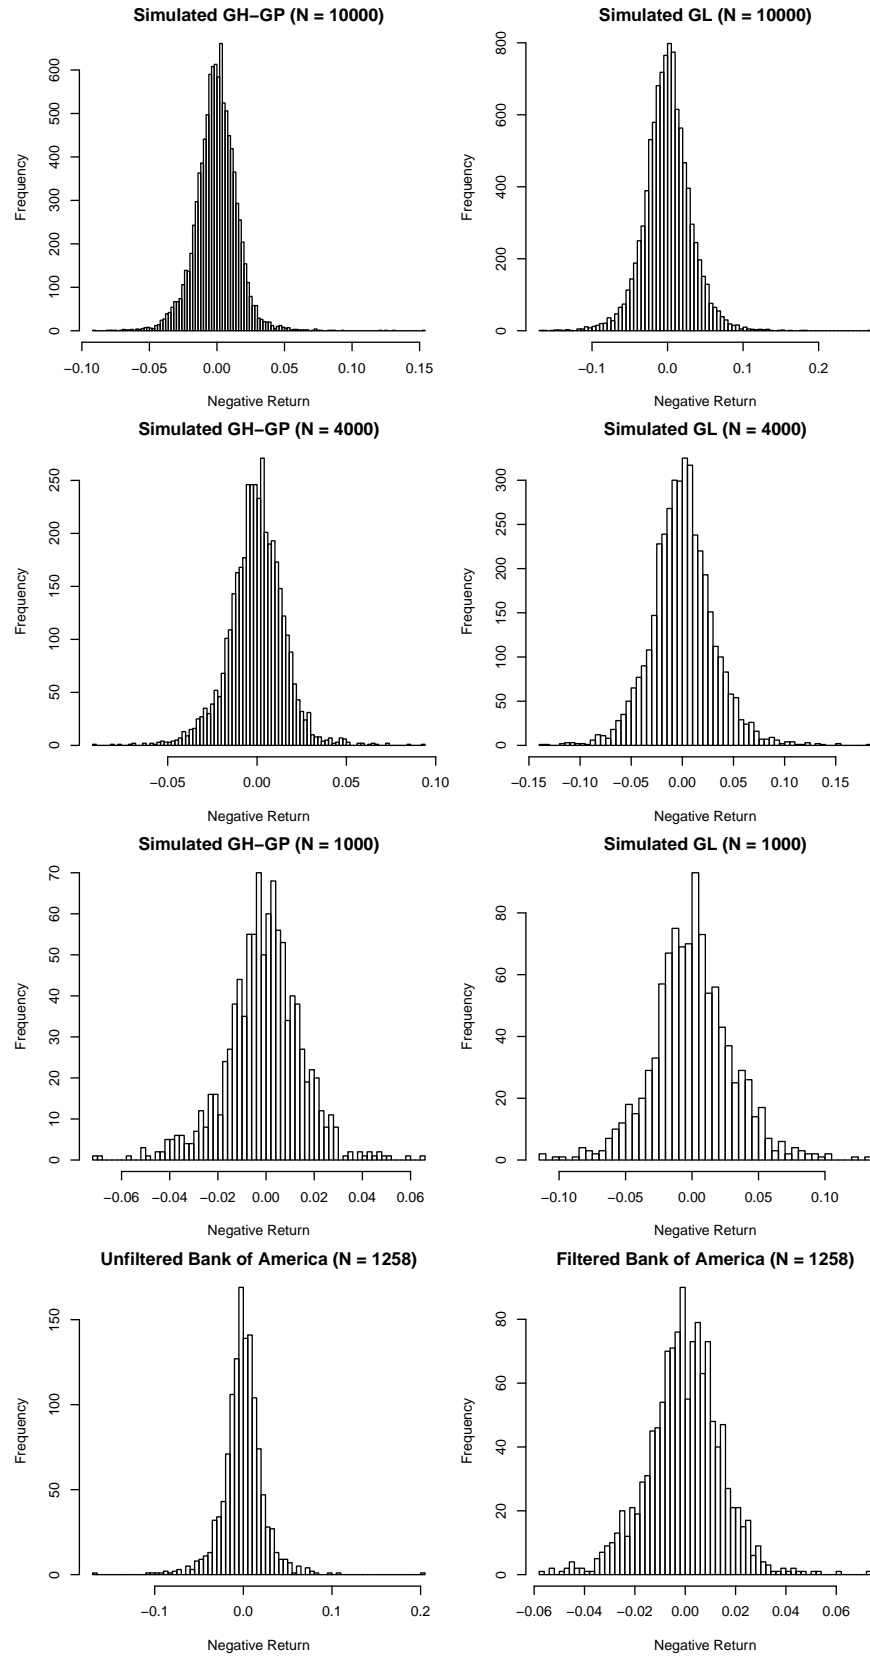 Simulated GH−GP (N = 10000)
Frequency
0 100 200 300 400 500 600
−0.10 −0.05 0.00 0.05 0.10 0.15
Negative Return
Simulated GL (N = 10000)
Frequency
0 200 400 600 800
−0.1 0.0 0.1 0.2
Negative Return
Simulated GH−GP (N = 4000)
Frequency
0 50 100 150 200 250
−0.05 0.00 0.05 0.10
Negative Return
Simulated GL (N = 4000)
Frequency
0 50 100 150 200 250 300
−0.15 −0.10 −0.05 0.00 0.05 0.10 0.15
Negative Return
Simulated GH−GP (N = 1000)
Frequency
0 10 20 30 40 50 60 70
−0.06 −0.04 −0.02 0.00 0.02 0.04 0.06
Negative Return
Simulated GL (N = 1000)
Frequency
0 20 40 60 80
−0.10 −0.05 0.00 0.05 0.10
Negative Return
Unfiltered Bank of America (N = 1258)
Frequency
0 50 100 150
−0.1 0.0 0.1 0.2
Negative Return
Filtered Bank of America (N = 1258)
Frequency
0 20 40 60 80
−0.06 −0.04 −0.02 0.00 0.02 0.04 0.06
Negative Return